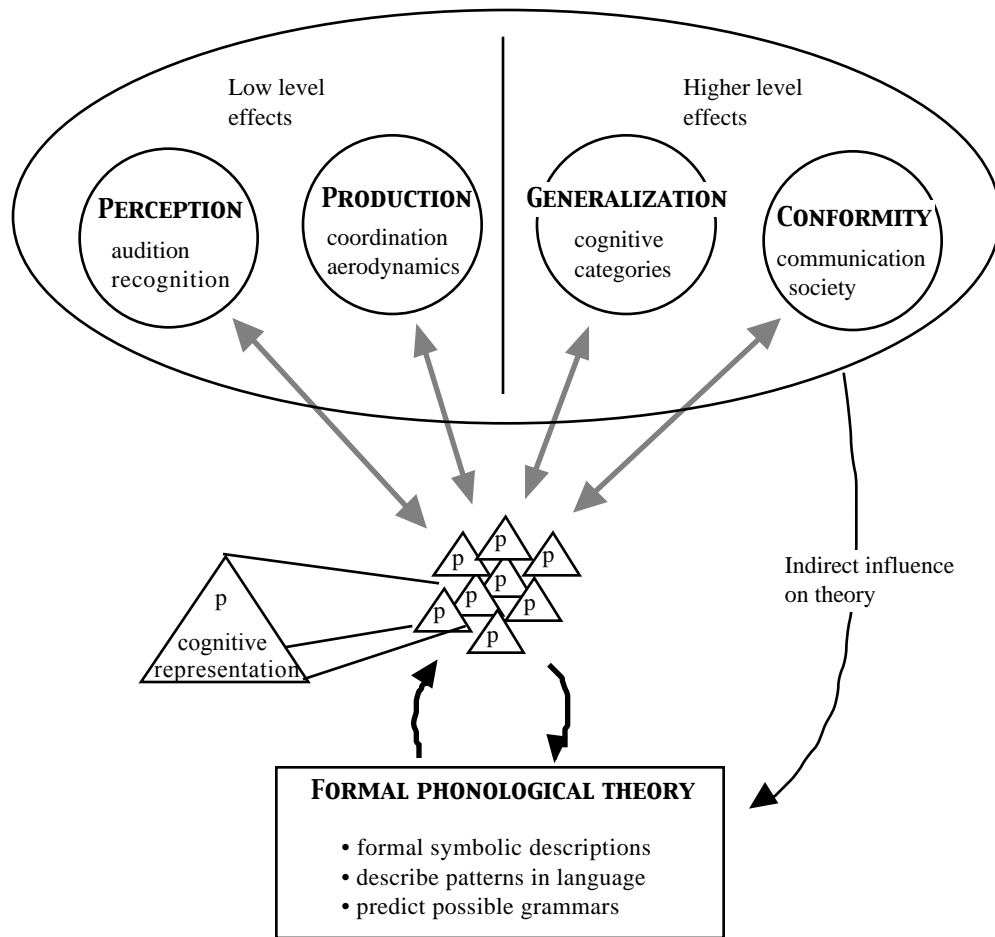 Low level
effects
Higher level
effects
PERCEPTION
audition
recognition
PRODUCTION
coordination
aerodynamics
GENERALIZATION
cognitive
categories
CONFORMITY
communication
society
p
p
p
p
p
p
p
p
p
cognitive
representation
Indirect influence
on theory
FORMAL PHONOLOGICAL THEORY
• formal symbolic descriptions
• describe patterns in language
• predict possible grammars